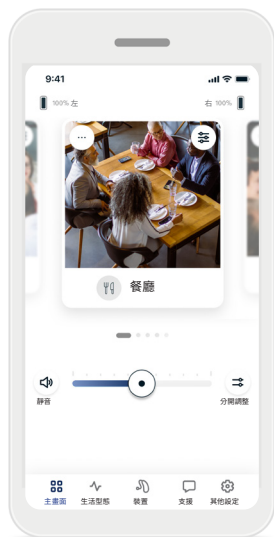 9:41
100% 左
右 100%
...
餐廳
靜音
分開調整
主畫面 生活型態 裝置 支援 其他設定